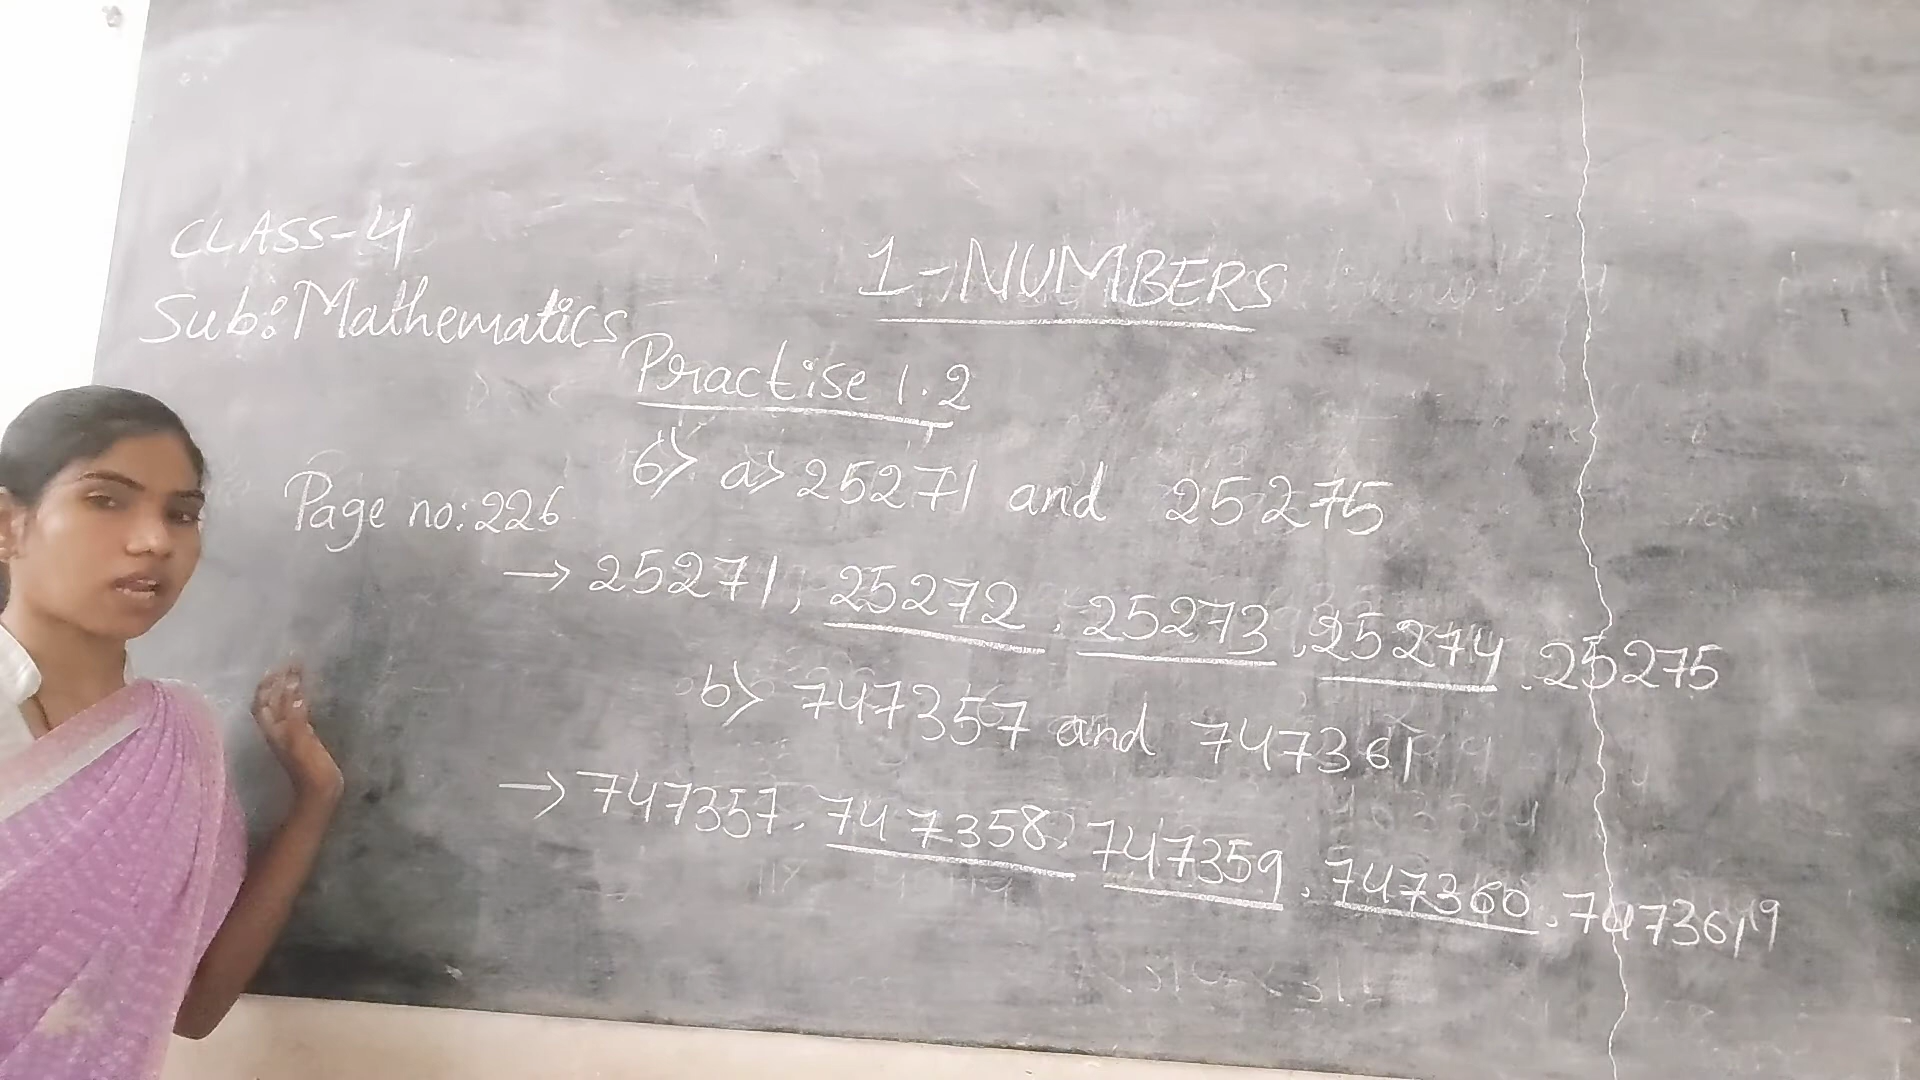 CLASS-4
1-NUMBERS
Sub: Mathematics
Practise 1.2
Page no: 226
6> a> 25271 and 25275
→ 25271, 25272, 25273, 25274, 25275
b> 747357 and 747361
→ 747357, 747358, 747359, 747360, 747361